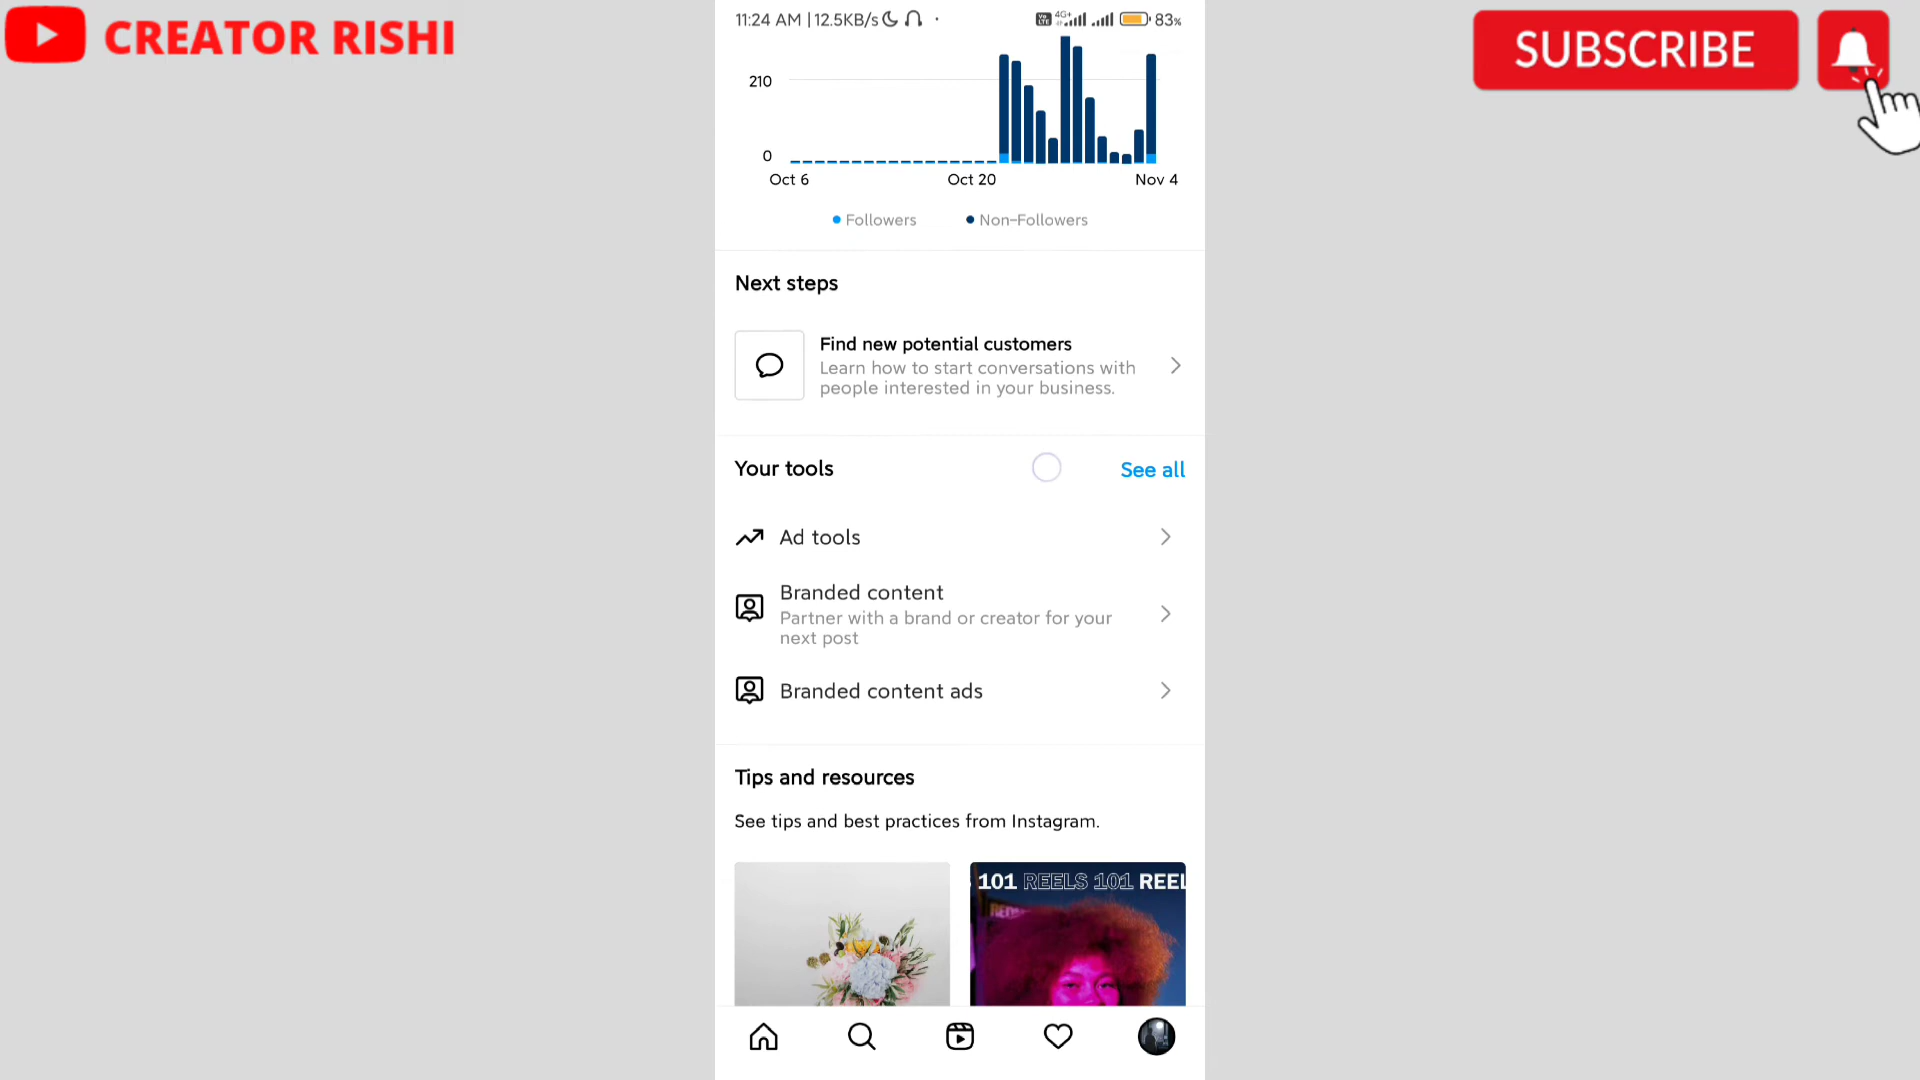 CREATOR RISHI
SUBSCRIBE
11:24 AM | 12.5KB/s
Vo LTE 4G+ 83%
210
0
Oct 6 Oct 20 Nov 4
Followers Non-Followers
Next steps
Find new potential customers
Learn how to start conversations with
people interested in your business.
Your tools See all
Ad tools
Branded content
Partner with a brand or creator for your
next post
Branded content ads
Tips and resources
See tips and best practices from Instagram.
101 REELS 101 REEL